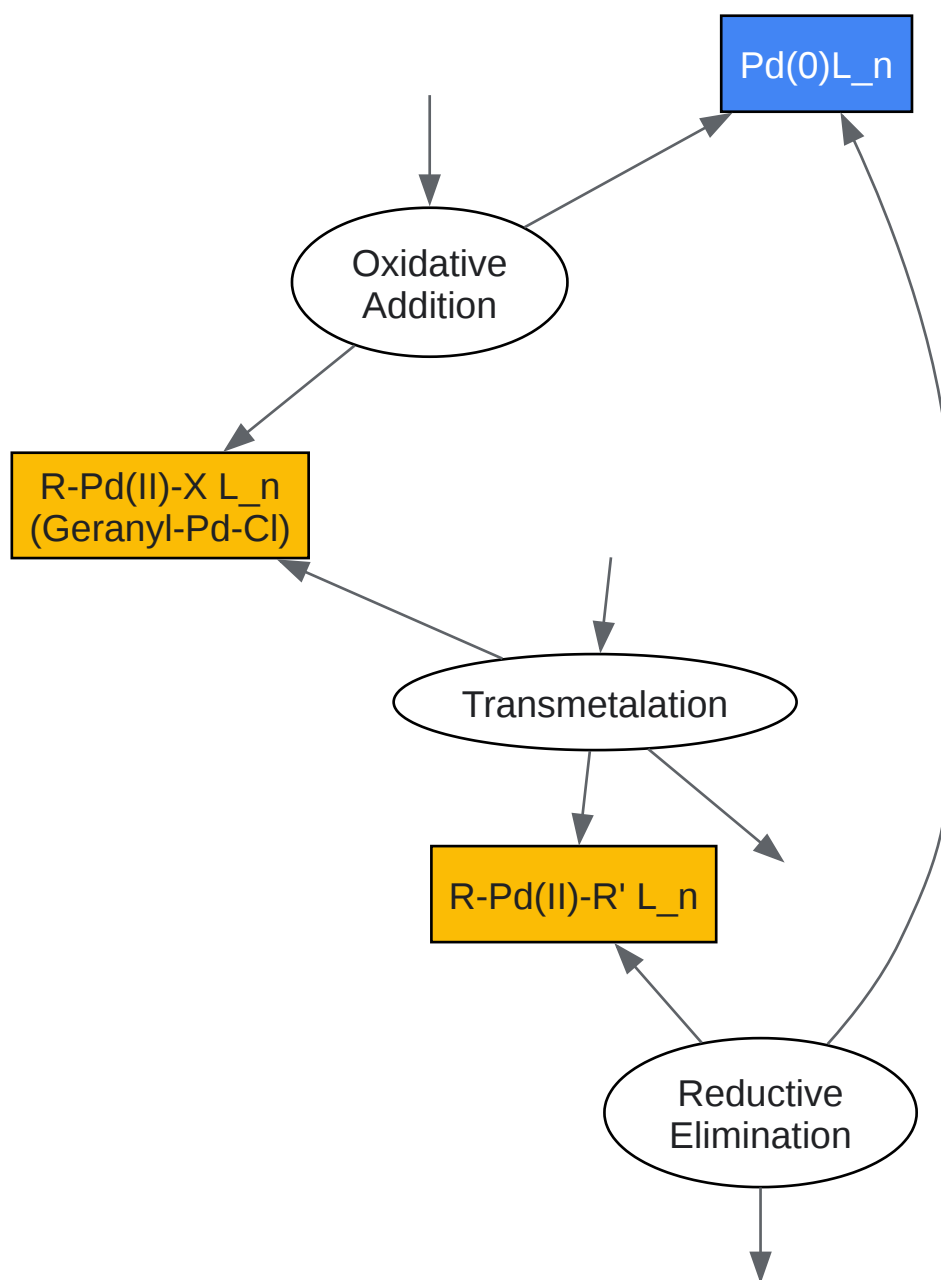 Pd(0)L_n
Oxidative
Addition
R-Pd(II)-X L_n
(Geranyl-Pd-Cl)
Transmetalation
R-Pd(II)-R' L_n
Reductive
Elimination